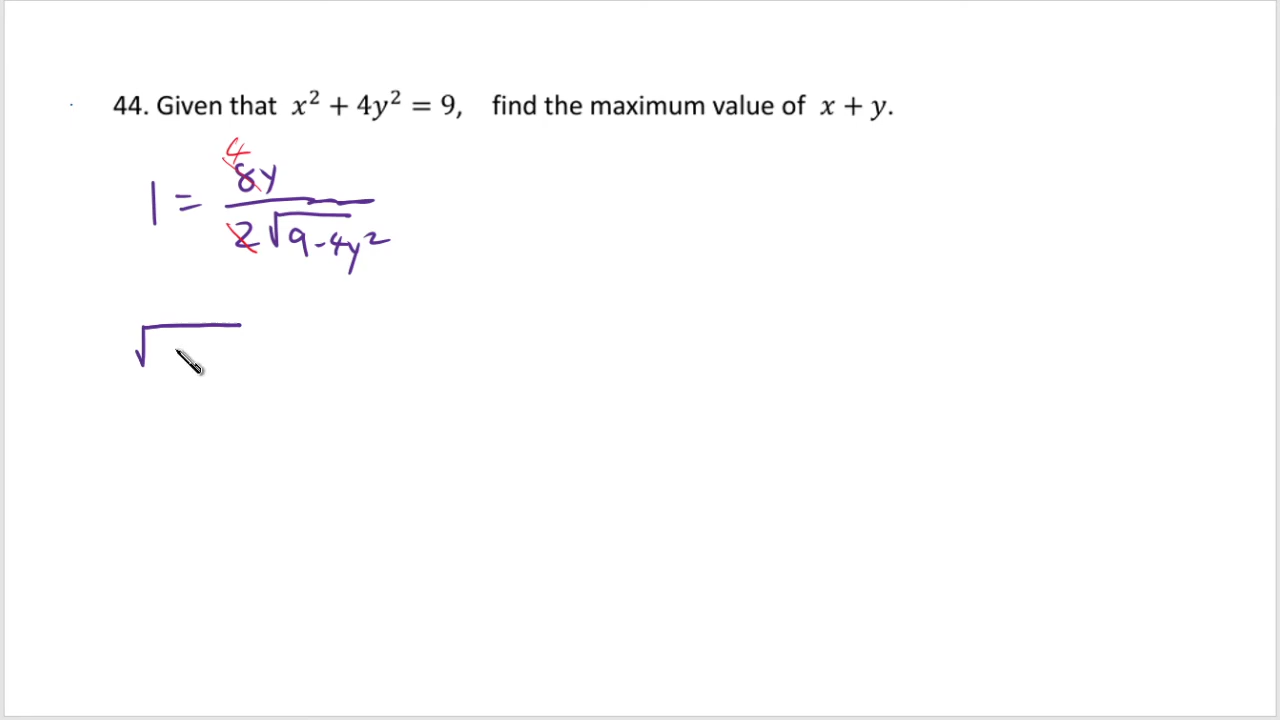 44. Given that x² + 4y² = 9, find the maximum value of x + y.
4
1 = 8y / 2√9-4y²
√